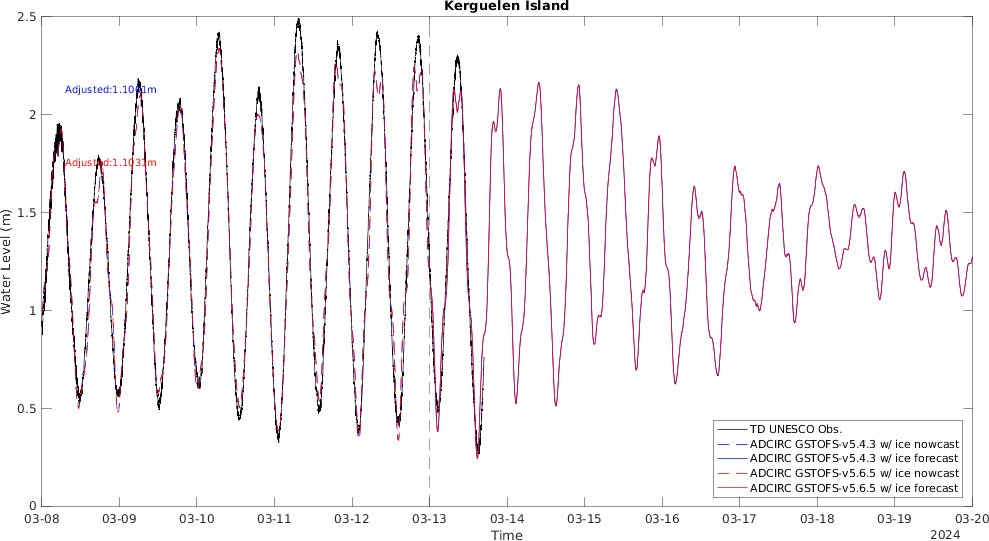 Kerguelen Island
2.5
2
1.5
1
0.5
0
Water Level (m)
Adjusted:1.1061m
Adjusted:1.1031m
TD UNESCO Obs.
ADCIRC GSTOFS-v5.4.3 w/ ice nowcast
ADCIRC GSTOFS-v5.4.3 w/ ice forecast
ADCIRC GSTOFS-v5.6.5 w/ ice nowcast
ADCIRC GSTOFS-v5.6.5 w/ ice forecast
03-08 03-09 03-10 03-11 03-12 03-13 03-14 03-15 03-16 03-17 03-18 03-19 03-20
Time
2024